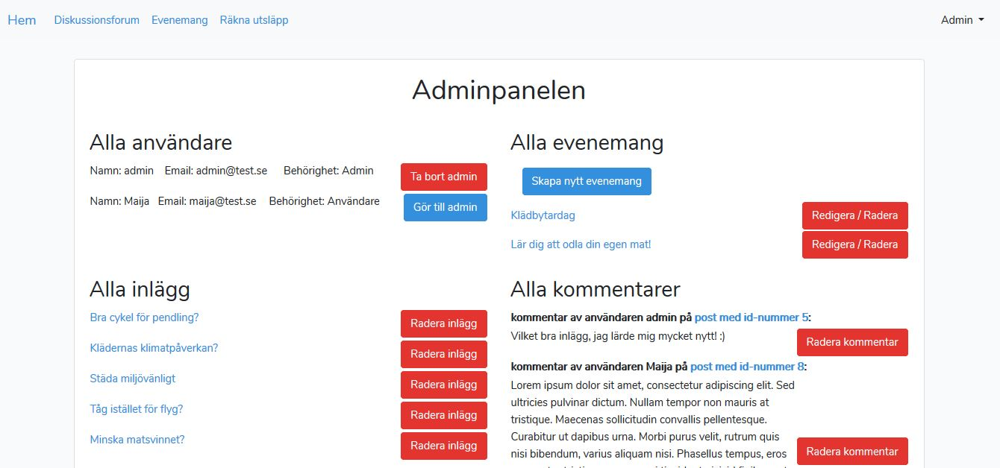 Hem Diskussionsforum Evenemang Räkna utsläpp Admin
Adminpanelen
Alla användare
Namn: admin Email: admin@test.se Behörighet: Admin Ta bort admin
Namn: Maija Email: maija@test.se Behörighet: Användare Gör till admin
Alla evenemang
Skapa nytt evenemang
Klädbytardag Redigera / Radera
Lär dig att odla din egen mat! Redigera / Radera
Alla inlägg
Bra cykel för pendling? Radera inlägg
Klädernas klimatpåverkan? Radera inlägg
Städa miljövänligt Radera inlägg
Tåg istället för flyg? Radera inlägg
Minska matsvinnet? Radera inlägg
Alla kommentarer
kommentar av användaren admin på post med id-nummer 5:
Vilket bra inlägg, jag lärde mig mycket nytt! :) Radera kommentar
kommentar av användaren Maija på post med id-nummer 8:
Lorem ipsum dolor sit amet, consectetur adipiscing elit. Sed
ultricies pulvinar dictum. Nullam tempor non mauris at
tristique. Maecenas sollicitudin convallis pellentesque.
Curabitur ut dapibus urna. Morbi purus velit, rutrum quis
nisi bibendum, varius aliquam nisi. Phasellus tempus, eros Radera kommentar